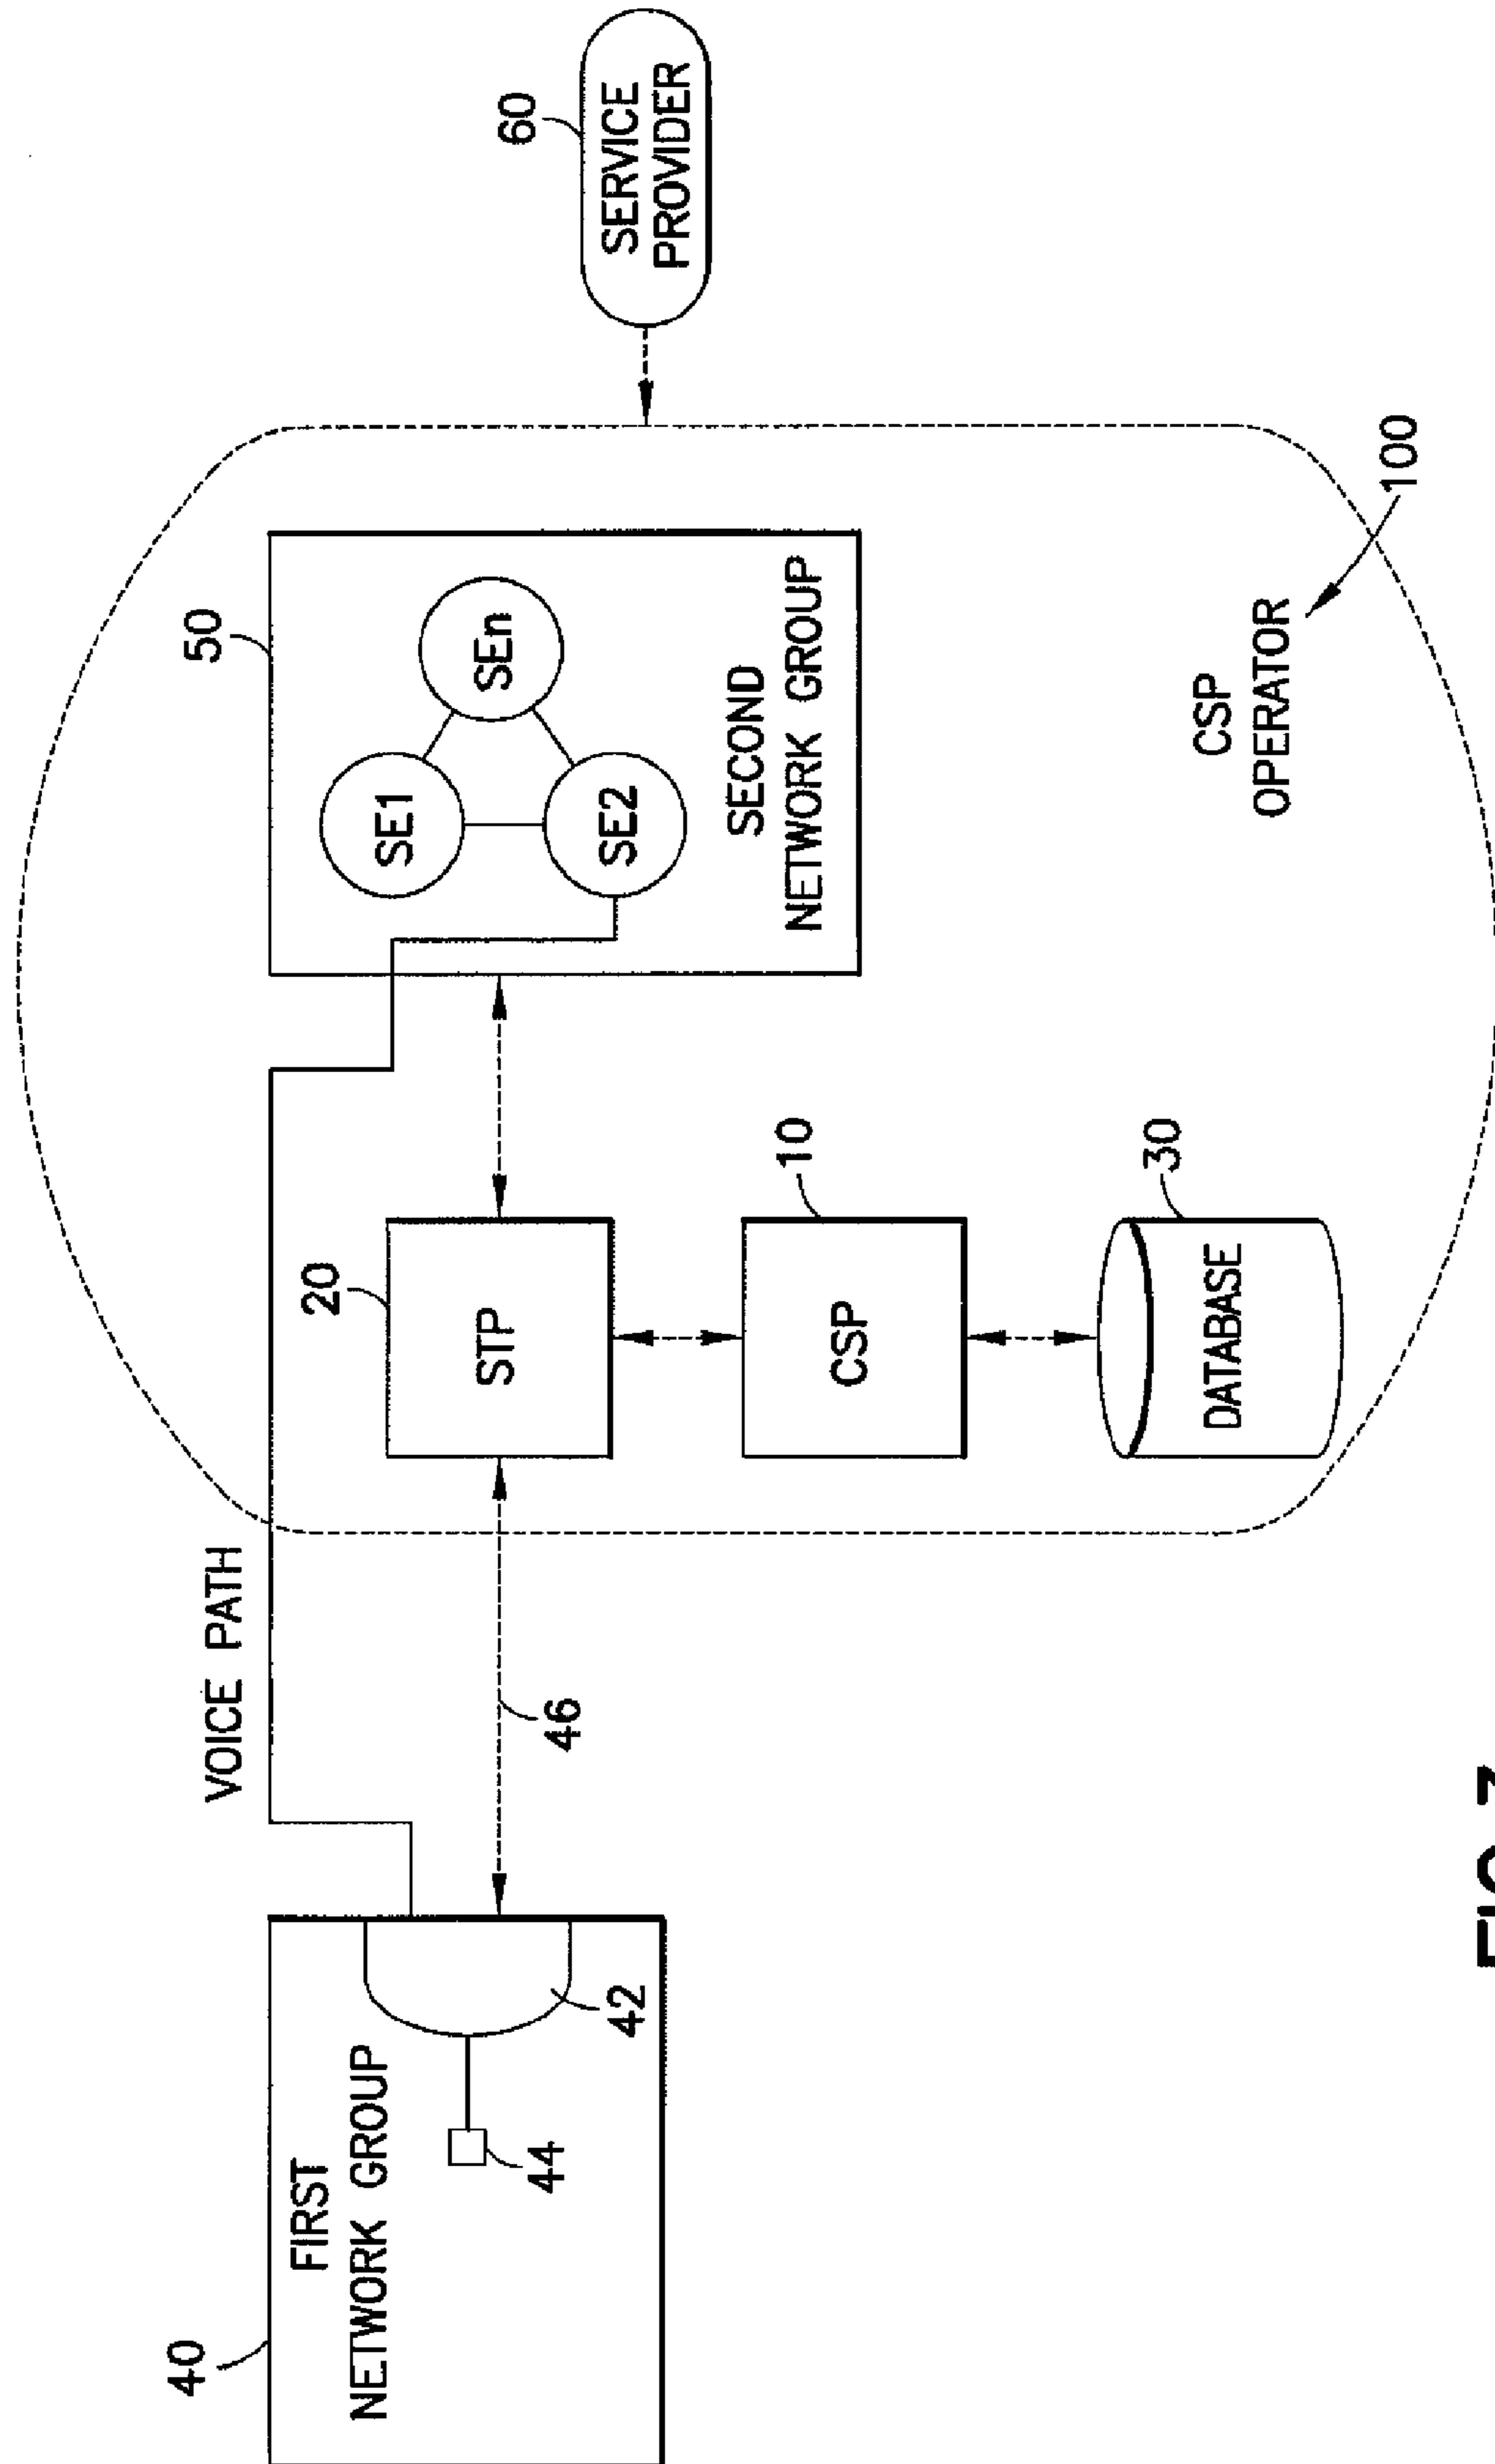 40
FIRST
NETWORK GROUP
44
42
VOICE PATH
46
20
STP
10
CSP
30
DATABASE
50
SE1
SE2
SEn
SECOND
NETWORK GROUP
CSP
OPERATOR
100
60
SERVICE
PROVIDER